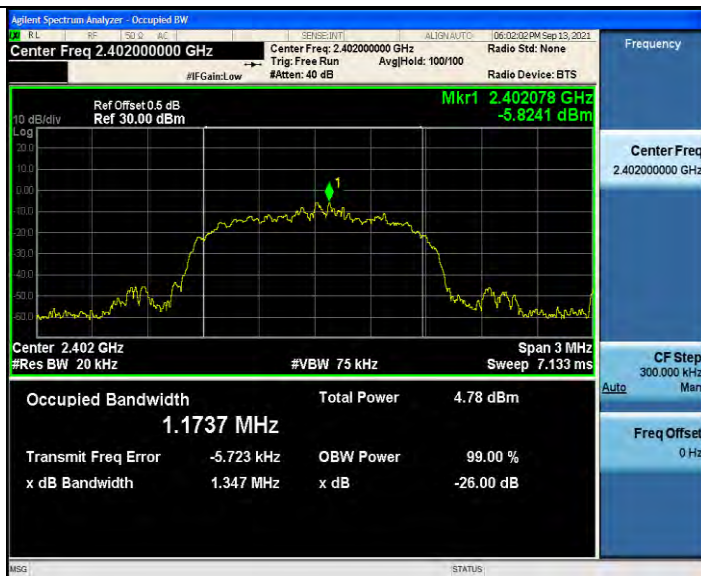 Agilent Spectrum Analyzer - Occupied BW
RL RF 50 Ω AC SENSE:INT ALIGN AUTO 06:02:02 PM Sep 13, 2021
Center Freq 2.402000000 GHz Center Freq: 2.402000000 GHz Radio Std: None Frequency
Trig: Free Run Avg|Hold: 100/100
#IFGain:Low #Atten: 40 dB Radio Device: BTS
Mkr1 2.402078 GHz
Ref Offset 0.5 dB
10 dB/div Ref 30.00 dBm -5.8241 dBm
Log
20.0
10.0
0.00
-10.0
-20.0
-30.0
-40.0
-50.0
-60.0
1
Center Freq
2.402000000 GHz
Center 2.402 GHz Span 3 MHz
#Res BW 20 kHz #VBW 75 kHz Sweep 7.133 ms
CF Step
300.000 kHz
Auto Man
Occupied Bandwidth Total Power 4.78 dBm
1.1737 MHz
Freq Offset
0 Hz
Transmit Freq Error -5.723 kHz OBW Power 99.00 %
x dB Bandwidth 1.347 MHz x dB -26.00 dB
MSG STATUS